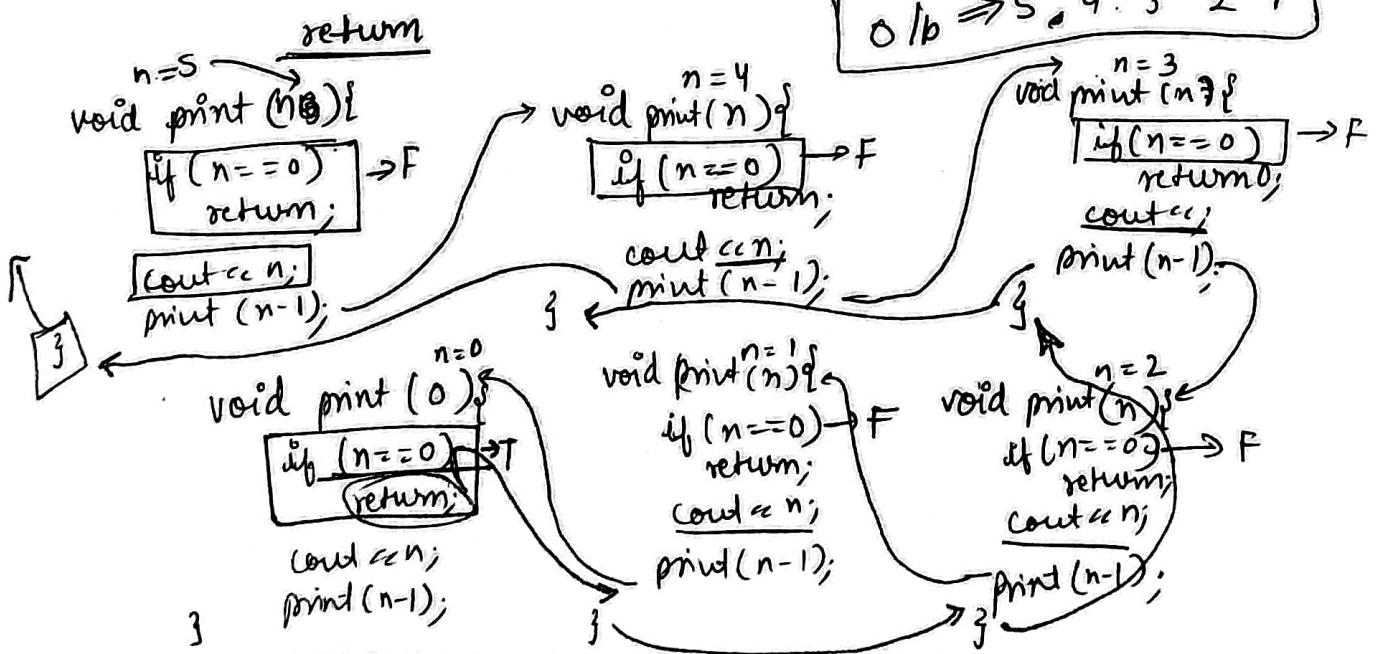 o/p => 5 4 3 2 1
return
n=5
void print (n){
if (n==0) → F
return;
cout << n;
print (n-1);
}
n=4
void print(n){
if (n==0) → F
return;
cout << n;
print (n-1);
}
n=3
void print (n){
if (n==0) → F
return 0;
cout <<;
print (n-1);
}
n=2
void print(n){
if (n==0) → F
return;
cout << n;
print (n-1);
}
n=1
void print(n){
if (n==0) → F
return;
cout << n;
print (n-1);
}
n=0
void print (0){
if (n==0) → T
return;
cout << n;
print (n-1);
}